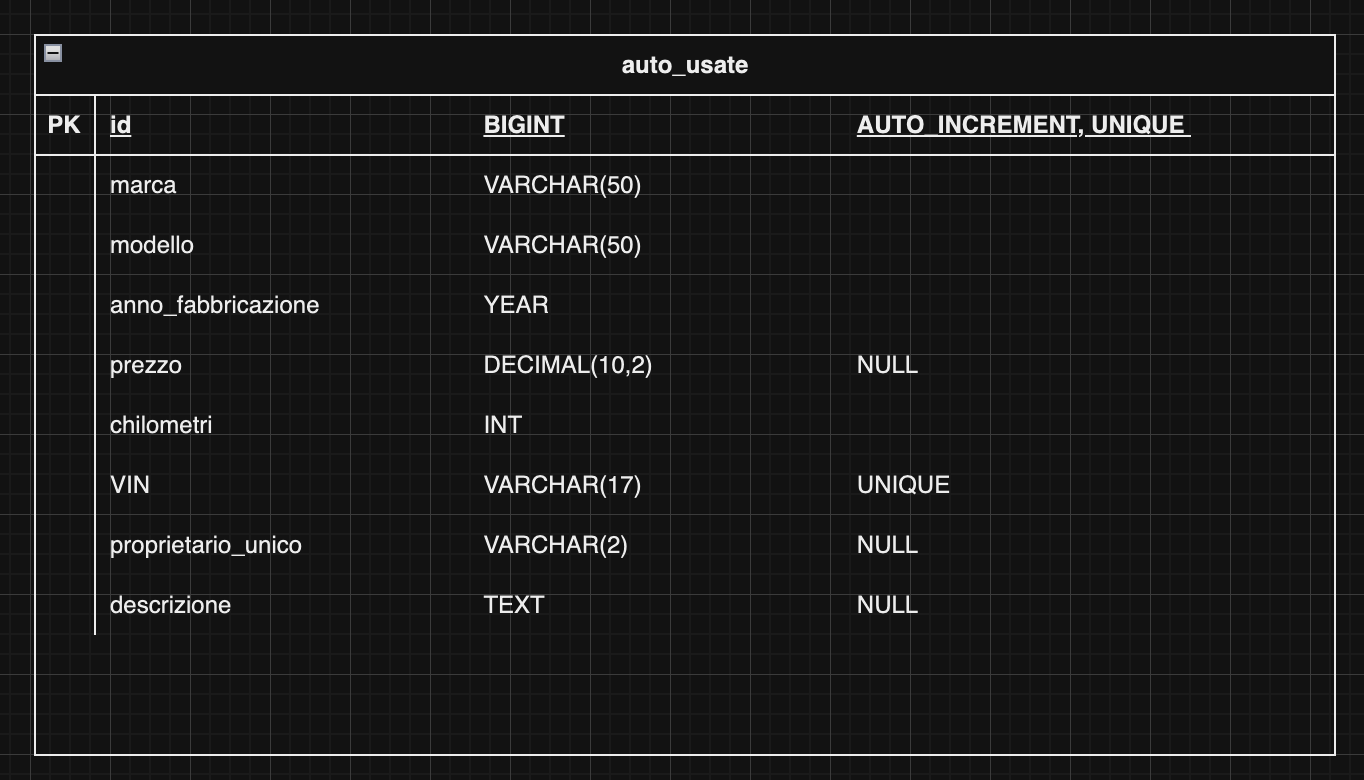 auto_usate
PK id BIGINT AUTO_INCREMENT, UNIQUE
marca VARCHAR(50)
modello VARCHAR(50)
anno_fabbricazione YEAR
prezzo DECIMAL(10,2) NULL
chilometri INT
VIN VARCHAR(17) UNIQUE
proprietario_unico VARCHAR(2) NULL
descrizione TEXT NULL